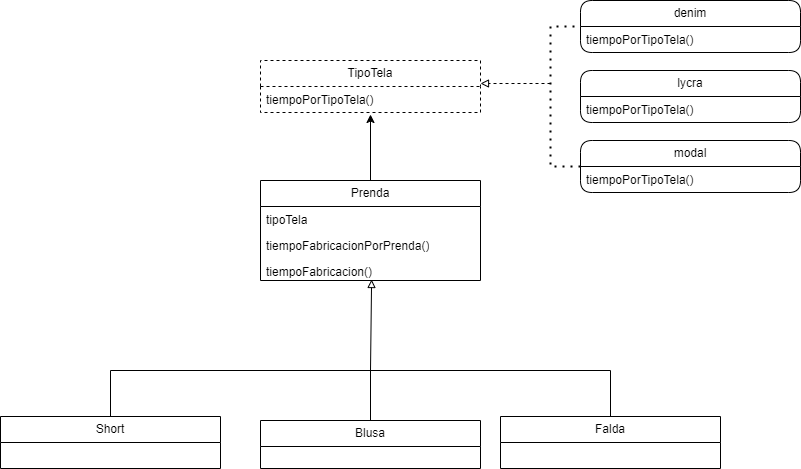 denim
tiempoPorTipoTela()
TipoTela
tiempoPorTipoTela()
lycra
tiempoPorTipoTela()
modal
tiempoPorTipoTela()
Prenda
tipoTela
tiempoFabricacionPorPrenda()
tiempoFabricacion()
Short
Blusa
Falda